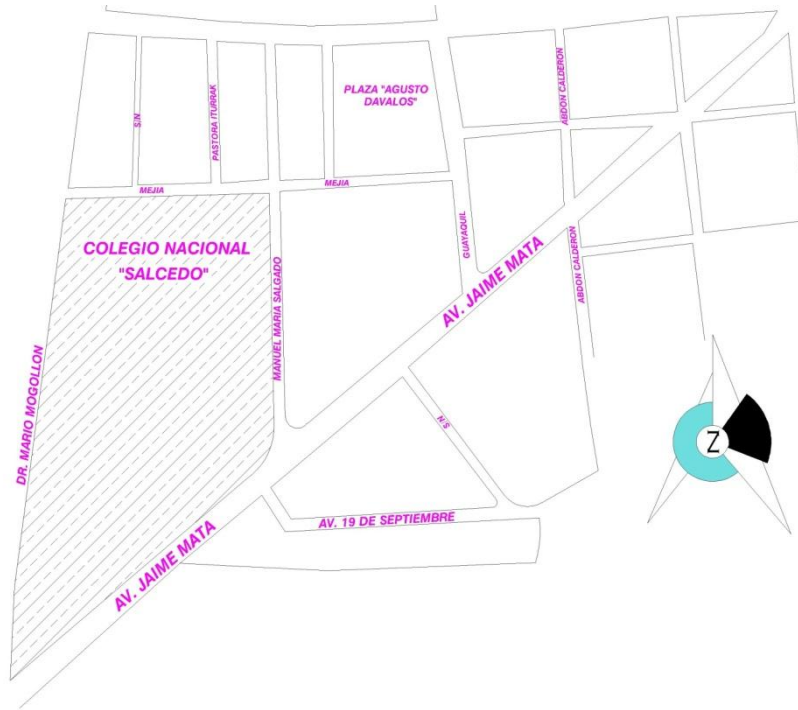 PLAZA "AGUSTO
DAVALOS"
S/N
PASTORA ITURRAK
ABDON CALDERON
MEJIA
MEJIA
COLEGIO NACIONAL
"SALCEDO"
GUAYAQUIL
MANUEL MARIA SALGADO
AV. JAIME MATA
ABDON CALDERON
DR. MARIO MOGOLLON
S/N
AV. 19 DE SEPTIEMBRE
AV. JAIME MATA
N